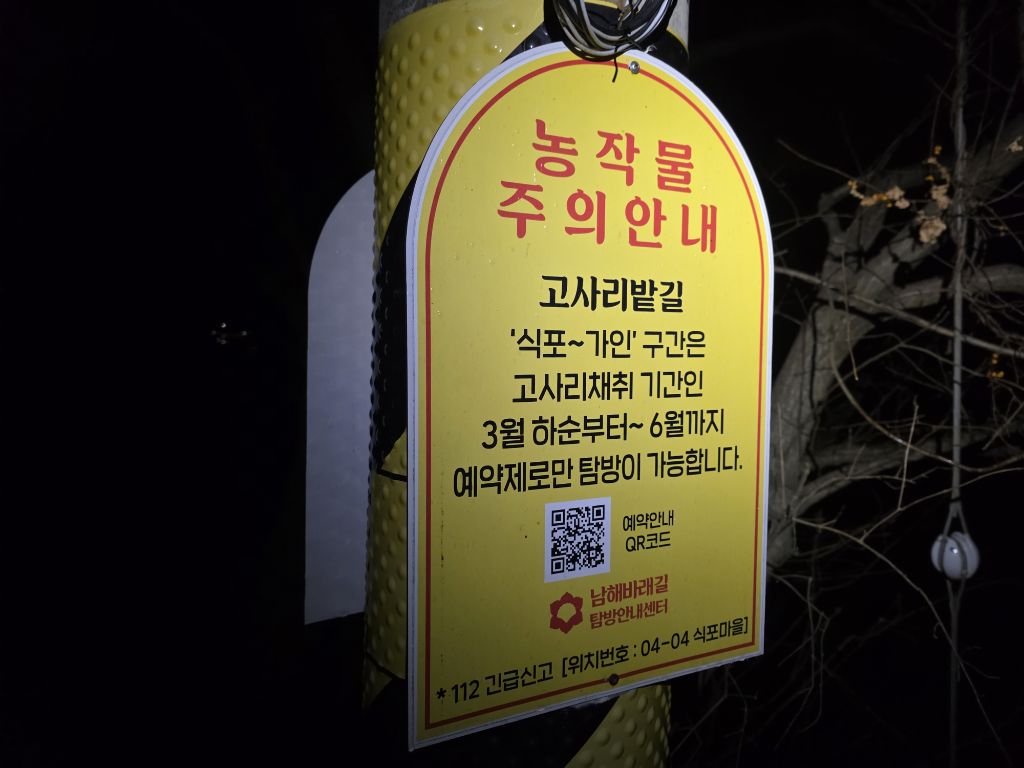 농작물
주의안내
고사리밭길
‘식포~가인’ 구간은
고사리채취 기간인
3월 하순부터~ 6월까지
예약제로만 탐방이 가능합니다.
예약안내
QR코드
남해바래길
탐방안내센터
* 112 긴급신고 [위치번호 : 04-04 식포마을]